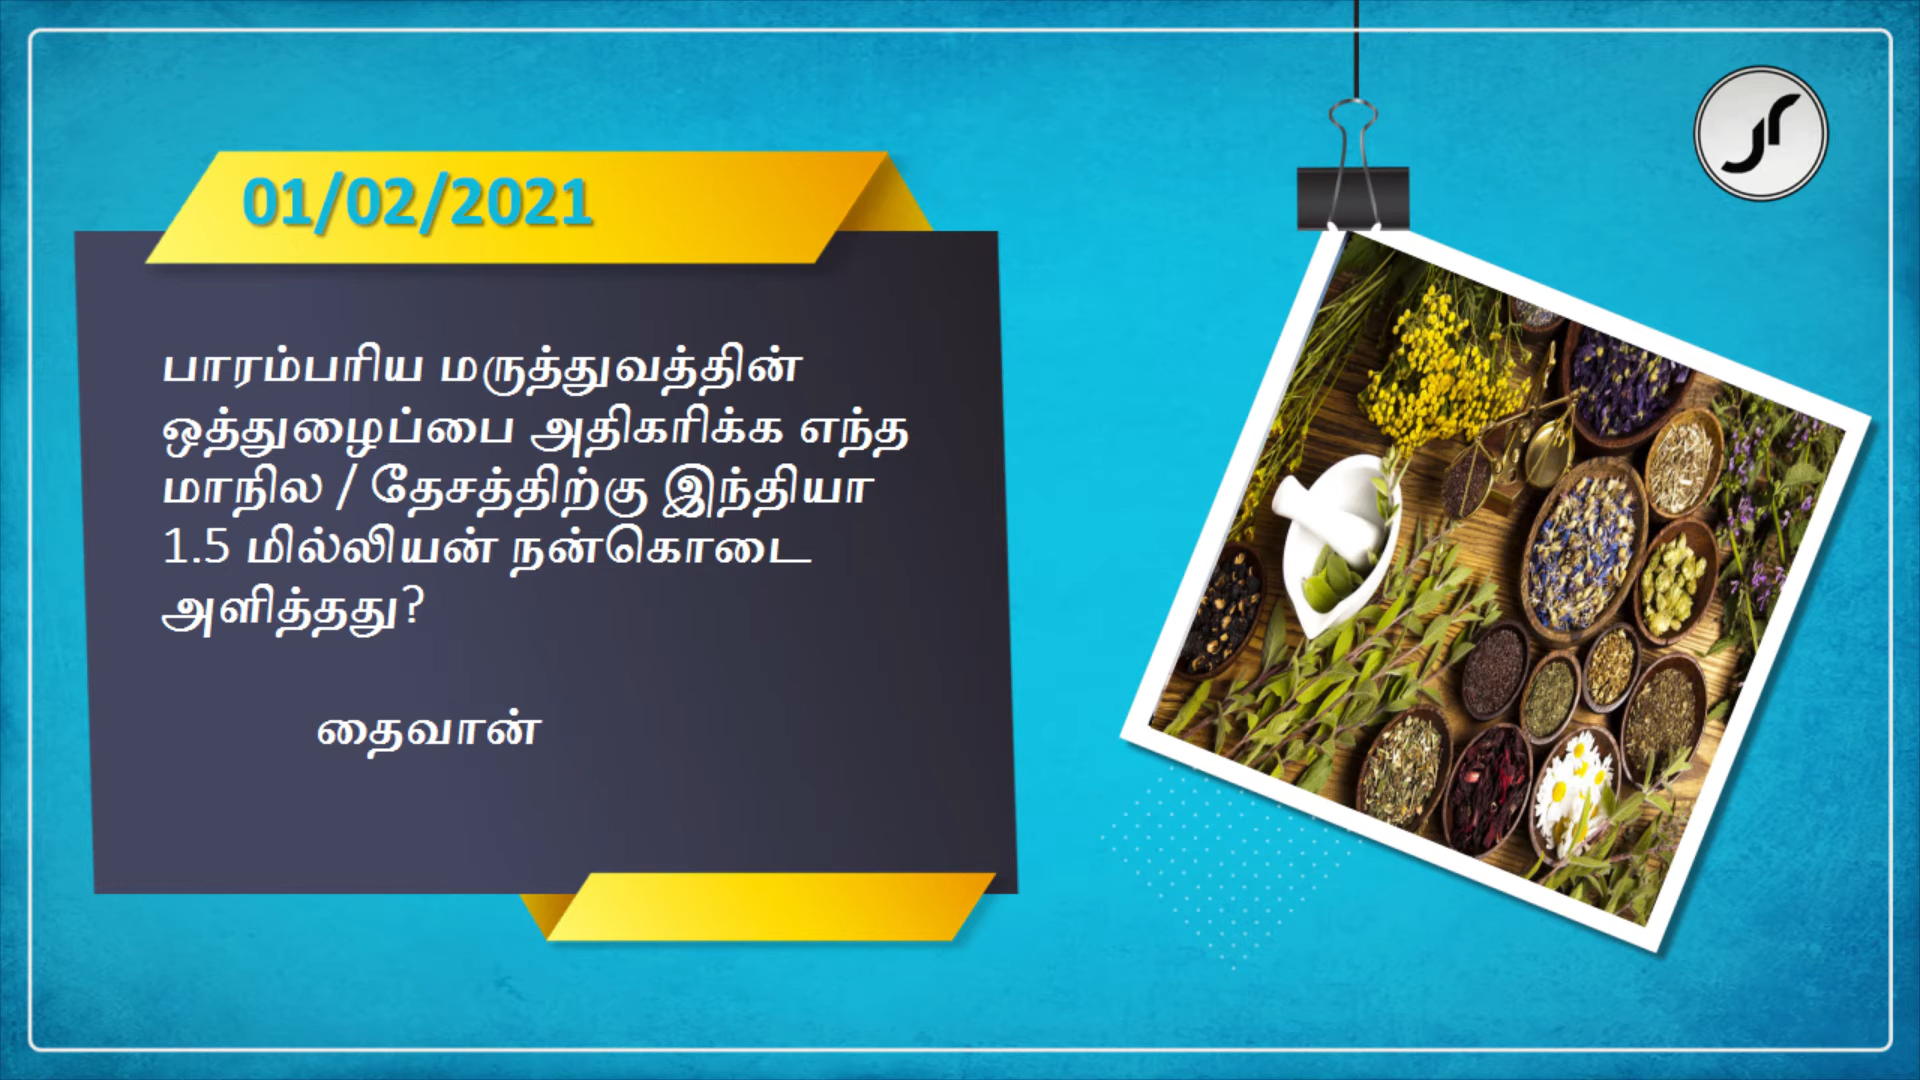 01/02/2021
பாரம்பரிய மருத்துவத்தின்
ஒத்துழைப்பை அதிகரிக்க எந்த
மாநில / தேசத்திற்கு இந்தியா
1.5 மில்லியன் நன்கொடை
அளித்தது?
தைவான்